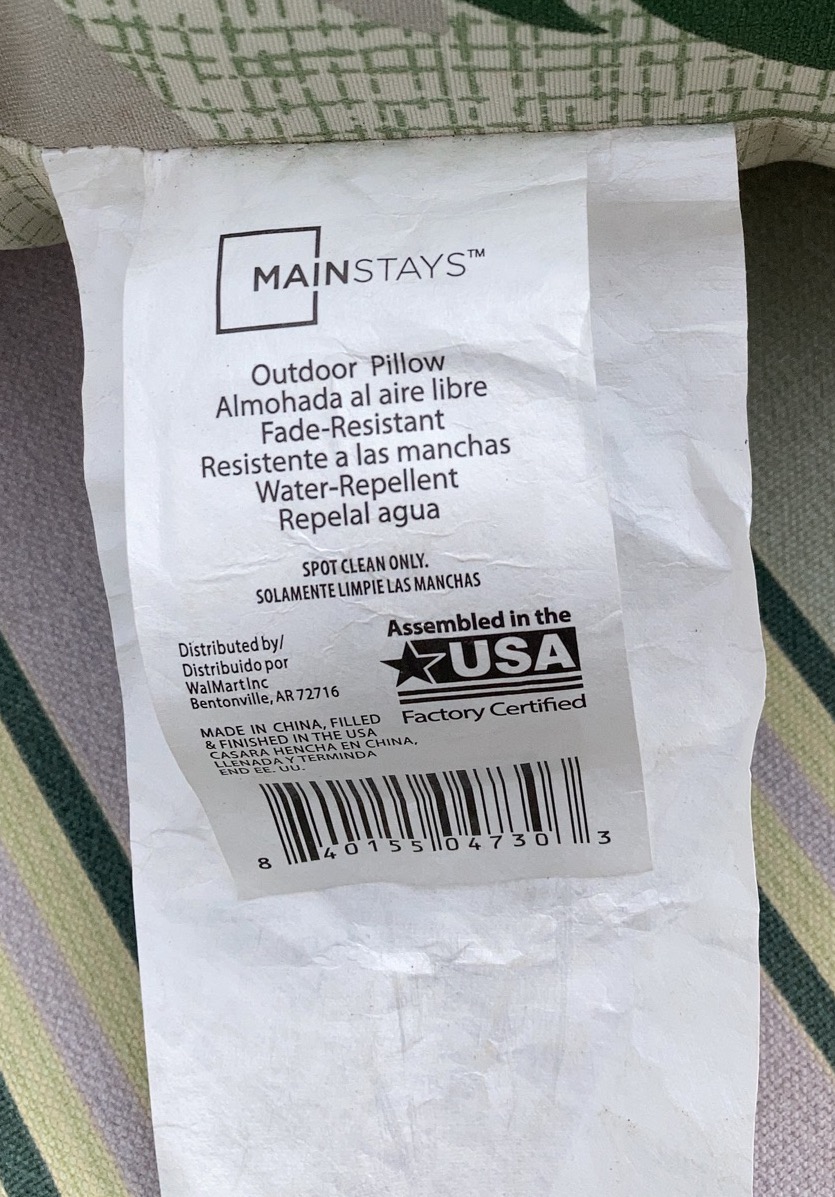 MAINSTAYS™
Outdoor Pillow
Almohada al aire libre
Fade-Resistant
Resistente a las manchas
Water-Repellent
Repelal agua
SPOT CLEAN ONLY.
SOLAMENTE LIMPIE LAS MANCHAS
Distributed by/
Distribuido por
WalMart Inc
Bentonville, AR 72716
Assembled in the
USA
Factory Certified
MADE IN CHINA, FILLED
& FINISHED IN THE USA
CASARA HENCHA EN CHINA,
LLENADA Y TERMINDA
END EE. UU.
8 40155 04730 3